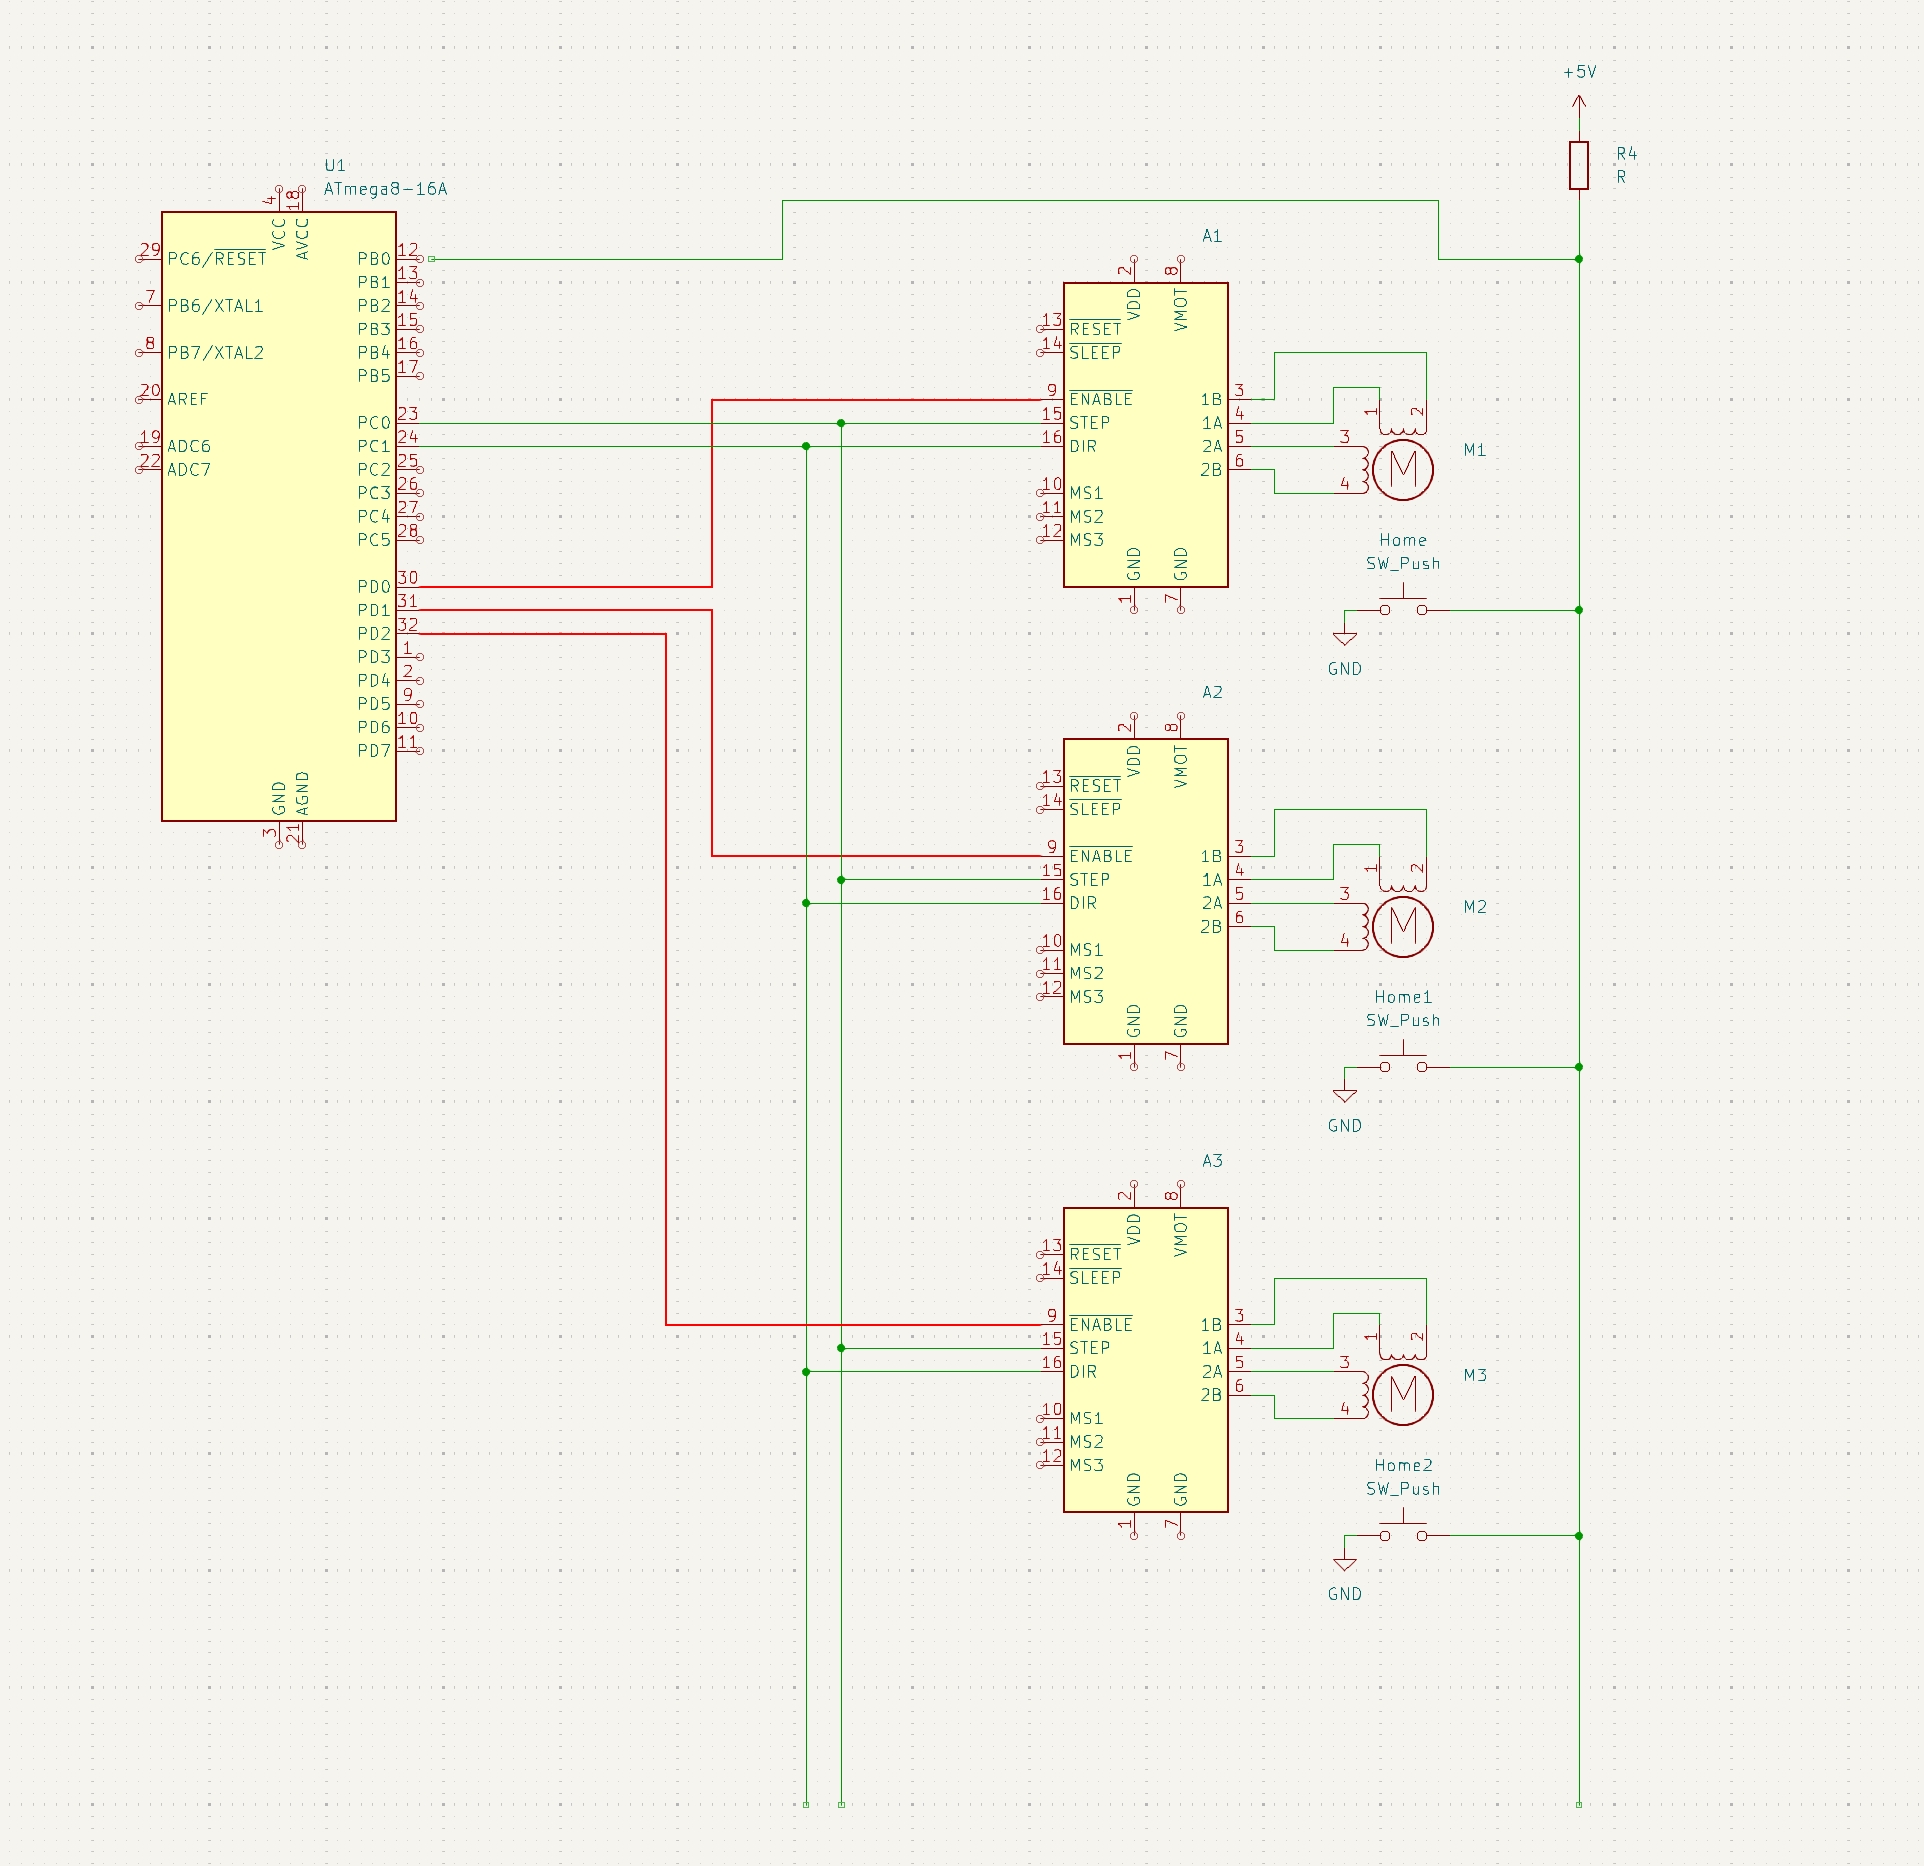 +5V
R4
R
U1
ATmega8-16A
4
18
VCC
AVCC
29
PC6/RESET
7
PB6/XTAL1
8
PB7/XTAL2
20
AREF
19
ADC6
22
ADC7
PB0
12
PB1
13
PB2
14
PB3
15
PB4
16
PB5
17
PC0
23
PC1
24
PC2
25
PC3
26
PC4
27
PC5
28
PD0
30
PD1
31
PD2
32
PD3
1
PD4
2
PD5
9
PD6
10
PD7
11
GND
AGND
3
21
A1
2
8
VDD
VMOT
13
RESET
14
SLEEP
9
ENABLE
15
STEP
16
DIR
10
MS1
11
MS2
12
MS3
1B
3
1A
4
2A
5
2B
6
GND
GND
1
7
1
2
3
4
M
M1
Home
SW_Push
GND
A2
2
8
VDD
VMOT
13
RESET
14
SLEEP
9
ENABLE
15
STEP
16
DIR
10
MS1
11
MS2
12
MS3
1B
3
1A
4
2A
5
2B
6
GND
GND
1
7
1
2
3
4
M
M2
Home1
SW_Push
GND
A3
2
8
VDD
VMOT
13
RESET
14
SLEEP
9
ENABLE
15
STEP
16
DIR
10
MS1
11
MS2
12
MS3
1B
3
1A
4
2A
5
2B
6
GND
GND
1
7
1
2
3
4
M
M3
Home2
SW_Push
GND